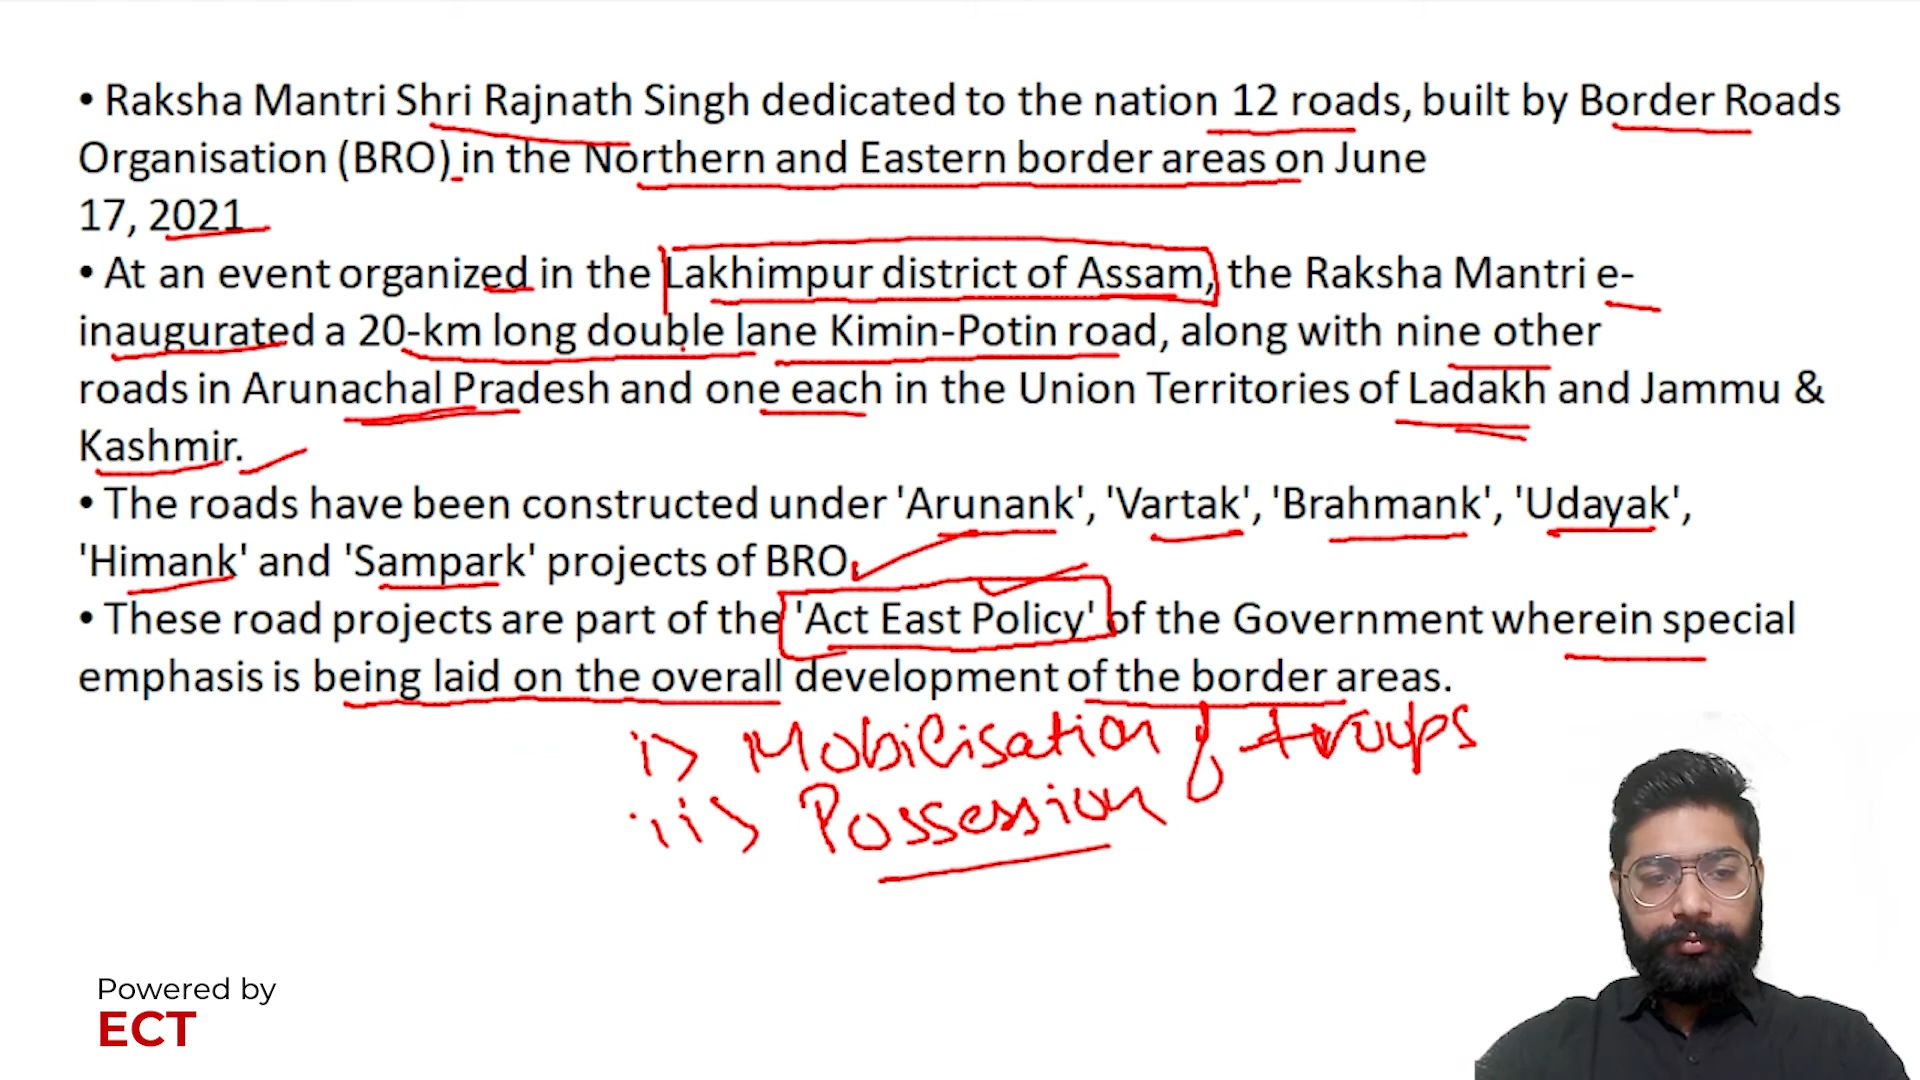 • Raksha Mantri Shri Rajnath Singh dedicated to the nation 12 roads, built by Border Roads
Organisation (BRO) in the Northern and Eastern border areas on June
17, 2021
• At an event organized in the Lakhimpur district of Assam, the Raksha Mantri e-
inaugurated a 20-km long double lane Kimin-Potin road, along with nine other
roads in Arunachal Pradesh and one each in the Union Territories of Ladakh and Jammu &
Kashmir.
• The roads have been constructed under 'Arunank', 'Vartak', 'Brahmank', 'Udayak',
'Himank' and 'Sampark' projects of BRO.
• These road projects are part of the 'Act East Policy' of the Government wherein special
emphasis is being laid on the overall development of the border areas.
i> Mobilisation of troops
ii> Possession
Powered by
ECT